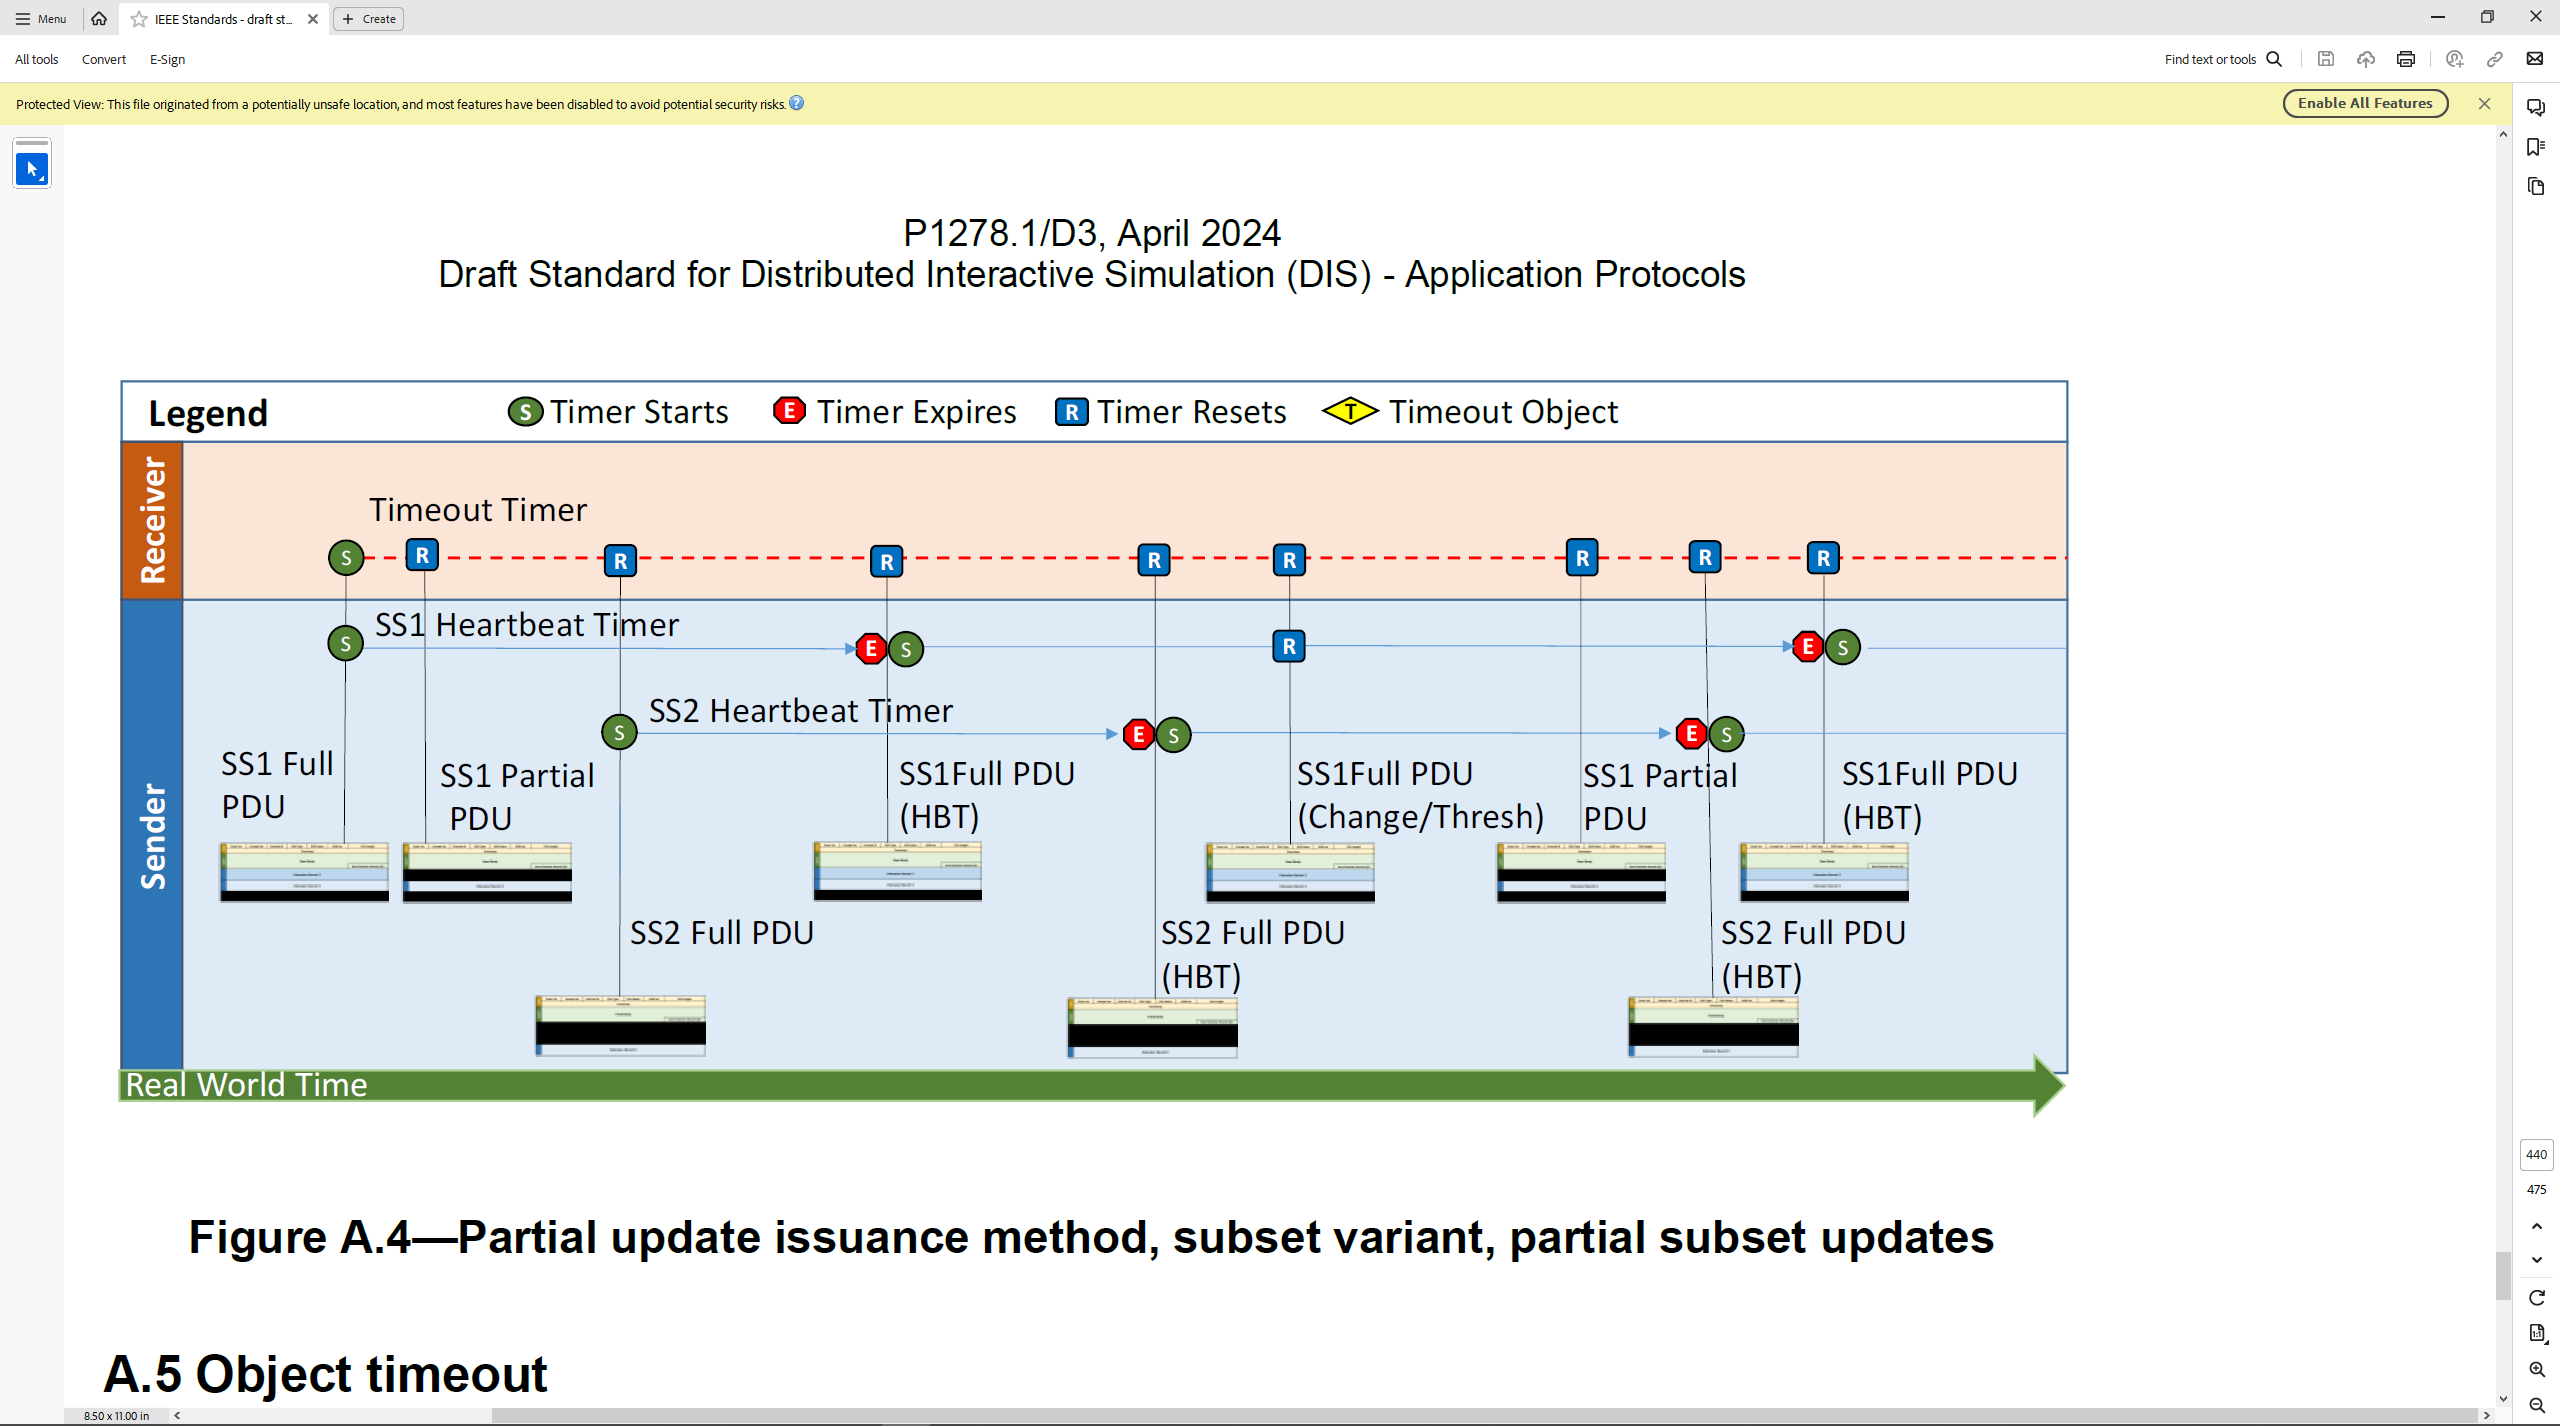 Menu
IEEE Standards - draft st...
Create
All tools
Convert
E-Sign
Find text or tools
Protected View: This file originated from a potentially unsafe location, and most features have been disabled to avoid potential security risks.
?
Enable All Features
P1278.1/D3, April 2024
Draft Standard for Distributed Interactive Simulation (DIS) - Application Protocols
Legend
S Timer Starts
E Timer Expires
R Timer Resets
T Timeout Object
Receiver
Timeout Timer
S R R R R R R R R
Sender
SS1 Heartbeat Timer
S E S R E S
SS2 Heartbeat Timer
S E S E S
SS1 Full
PDU
SS1 Partial
PDU
SS1Full PDU
(HBT)
SS1Full PDU
(Change/Thresh)
SS1 Partial
PDU
SS1Full PDU
(HBT)
SS2 Full PDU
SS2 Full PDU
(HBT)
SS2 Full PDU
(HBT)
Real World Time
Figure A.4—Partial update issuance method, subset variant, partial subset updates
A.5 Object timeout
440
475
1:1
8.50 x 11.00 in